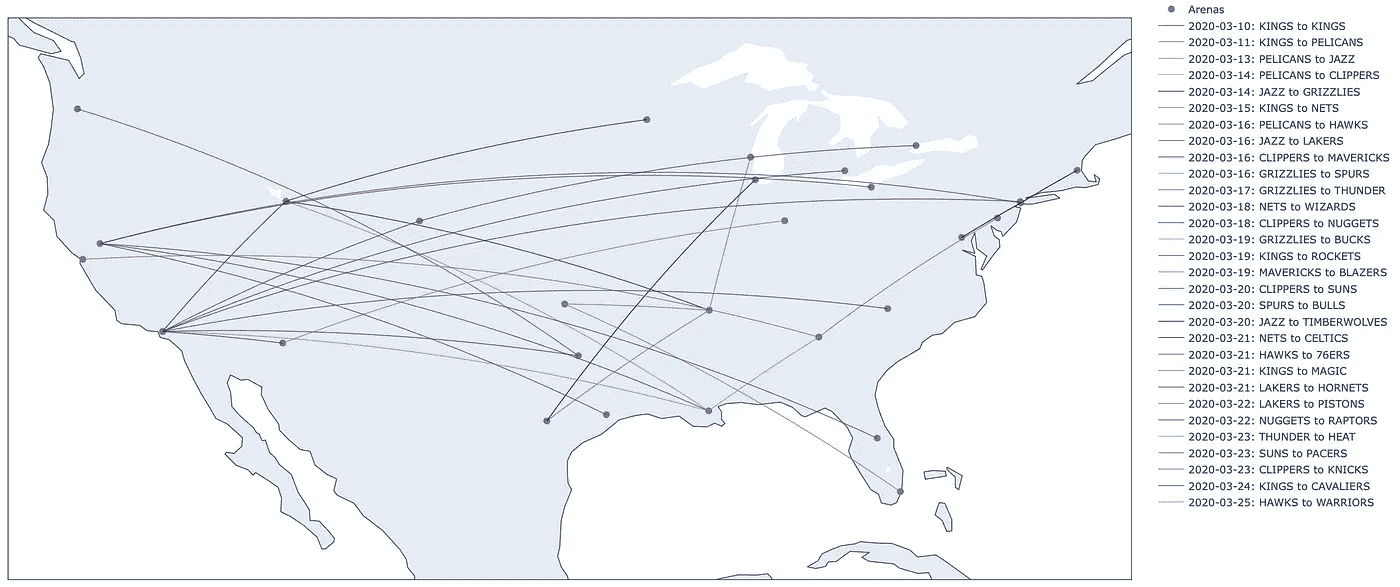 Arenas
2020-03-10: KINGS to KINGS
2020-03-11: KINGS to PELICANS
2020-03-13: PELICANS to JAZZ
2020-03-14: PELICANS to CLIPPERS
2020-03-14: JAZZ to GRIZZLIES
2020-03-15: KINGS to NETS
2020-03-16: PELICANS to HAWKS
2020-03-16: JAZZ to LAKERS
2020-03-16: CLIPPERS to MAVERICKS
2020-03-16: GRIZZLIES to SPURS
2020-03-17: GRIZZLIES to THUNDER
2020-03-18: NETS to WIZARDS
2020-03-18: CLIPPERS to NUGGETS
2020-03-19: GRIZZLIES to BUCKS
2020-03-19: KINGS to ROCKETS
2020-03-19: MAVERICKS to BLAZERS
2020-03-20: CLIPPERS to SUNS
2020-03-20: SPURS to BULLS
2020-03-20: JAZZ to TIMBERWOLVES
2020-03-21: NETS to CELTICS
2020-03-21: HAWKS to 76ERS
2020-03-21: KINGS to MAGIC
2020-03-21: LAKERS to HORNETS
2020-03-22: LAKERS to PISTONS
2020-03-22: NUGGETS to RAPTORS
2020-03-23: THUNDER to HEAT
2020-03-23: SUNS to PACERS
2020-03-23: CLIPPERS to KNICKS
2020-03-24: KINGS to CAVALIERS
2020-03-25: HAWKS to WARRIORS